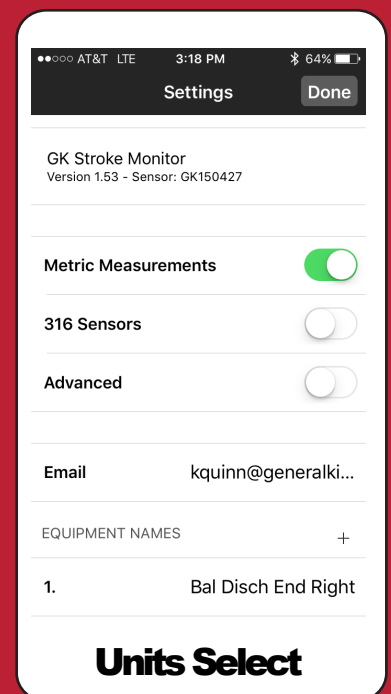 AT&T LTE 3:18 PM 64%
Settings Done
GK Stroke Monitor
Version 1.53 - Sensor: GK150427
Metric Measurements
316 Sensors
Advanced
Email kquinn@generalki...
EQUIPMENT NAMES +
1. Bal Disch End Right
Units Select